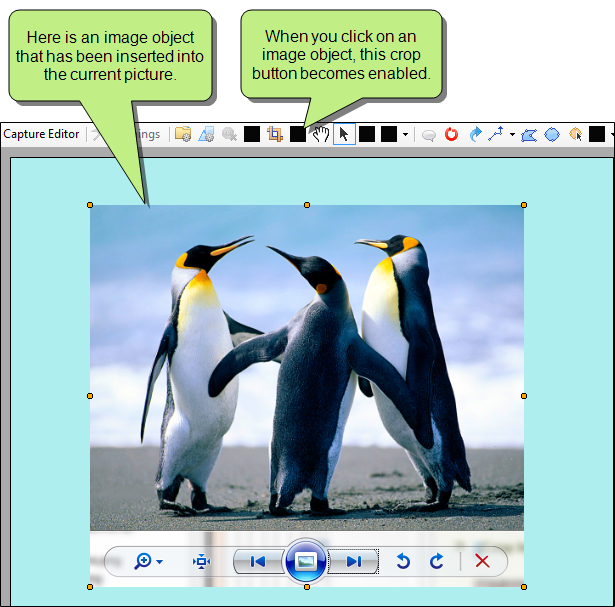 Here is an image object
that has been inserted into
the current picture.
When you click on an
image object, this crop
button becomes enabled.
Capture Editor